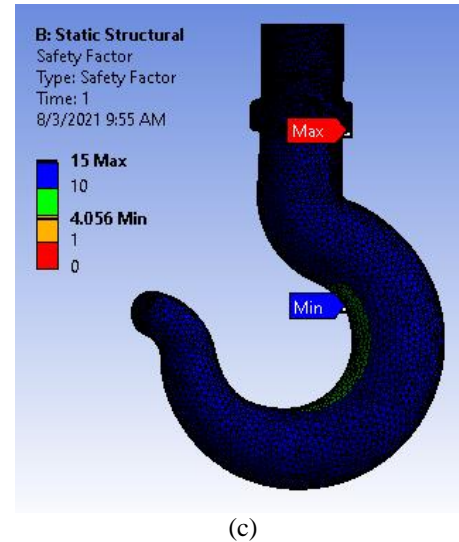 B: Static Structural
Safety Factor
Type: Safety Factor
Time: 1
8/3/2021 9:55 AM
15 Max
10
4.056 Min
1
0
Max
Min
(c)